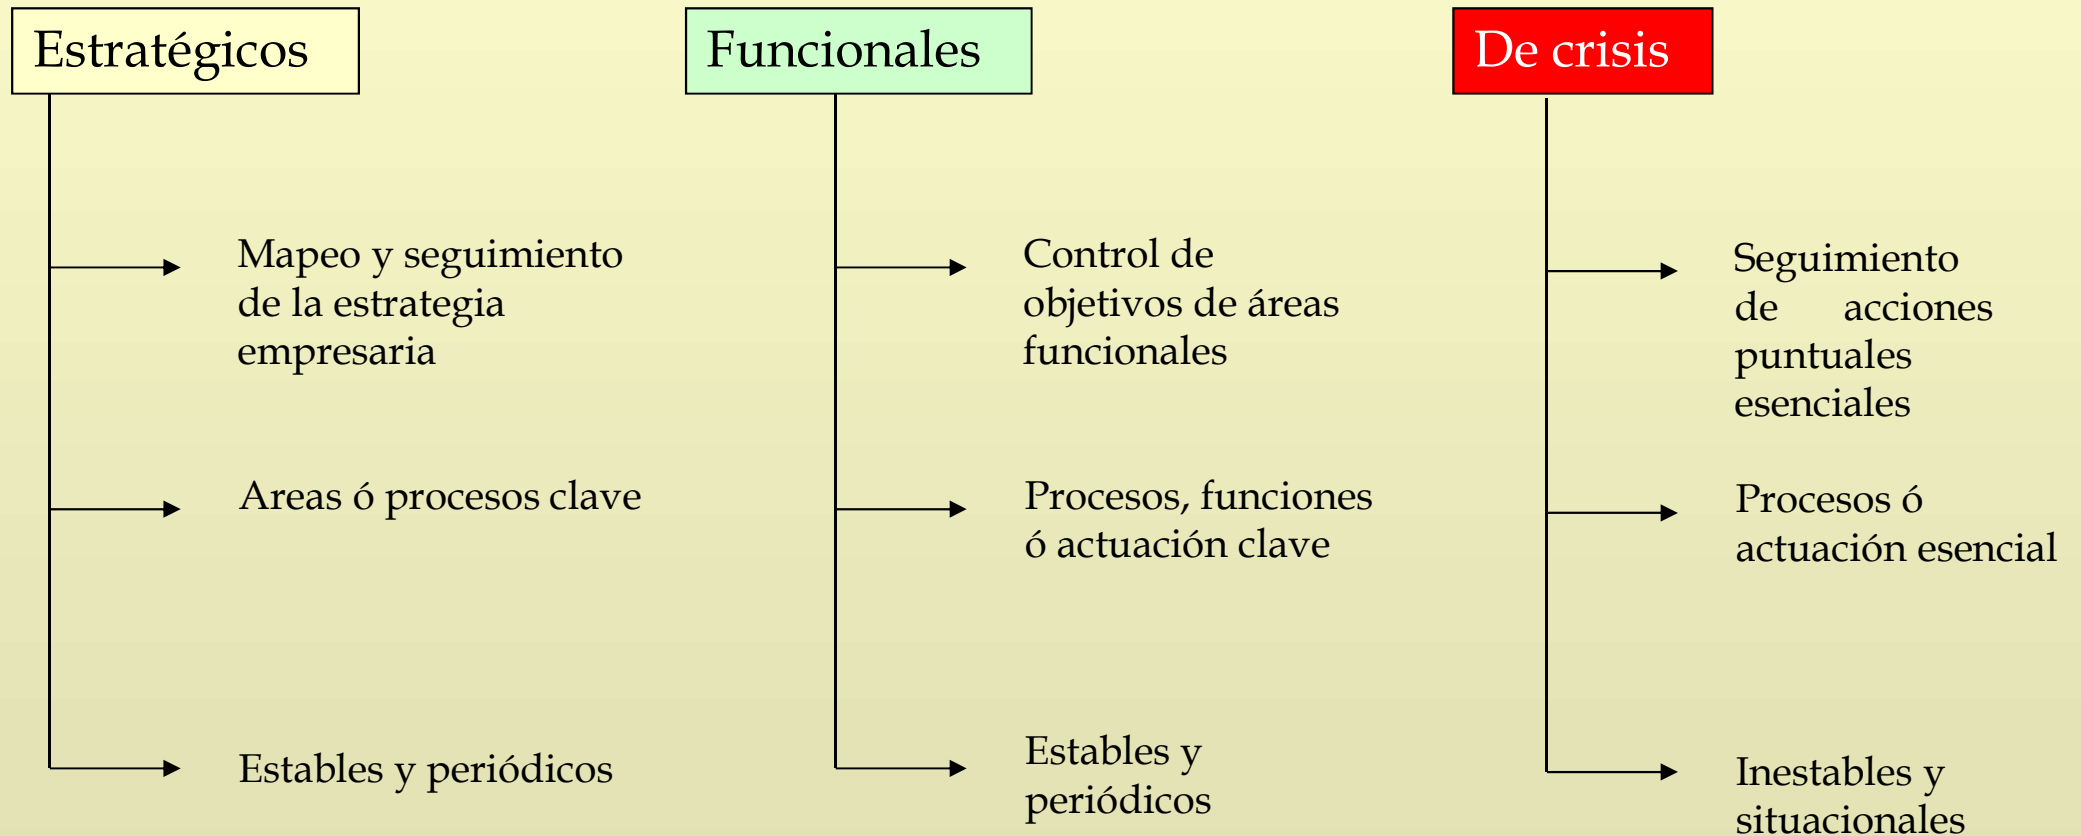 Estratégicos
Mapeo y seguimiento
de la estrategia
empresaria
Areas ó procesos clave
Estables y periódicos
Funcionales
Control de
objetivos de áreas
funcionales
Procesos, funciones
ó actuación clave
Estables y
periódicos
De crisis
Seguimiento
de acciones
puntuales
esenciales
Procesos ó
actuación esencial
Inestables y
situacionales